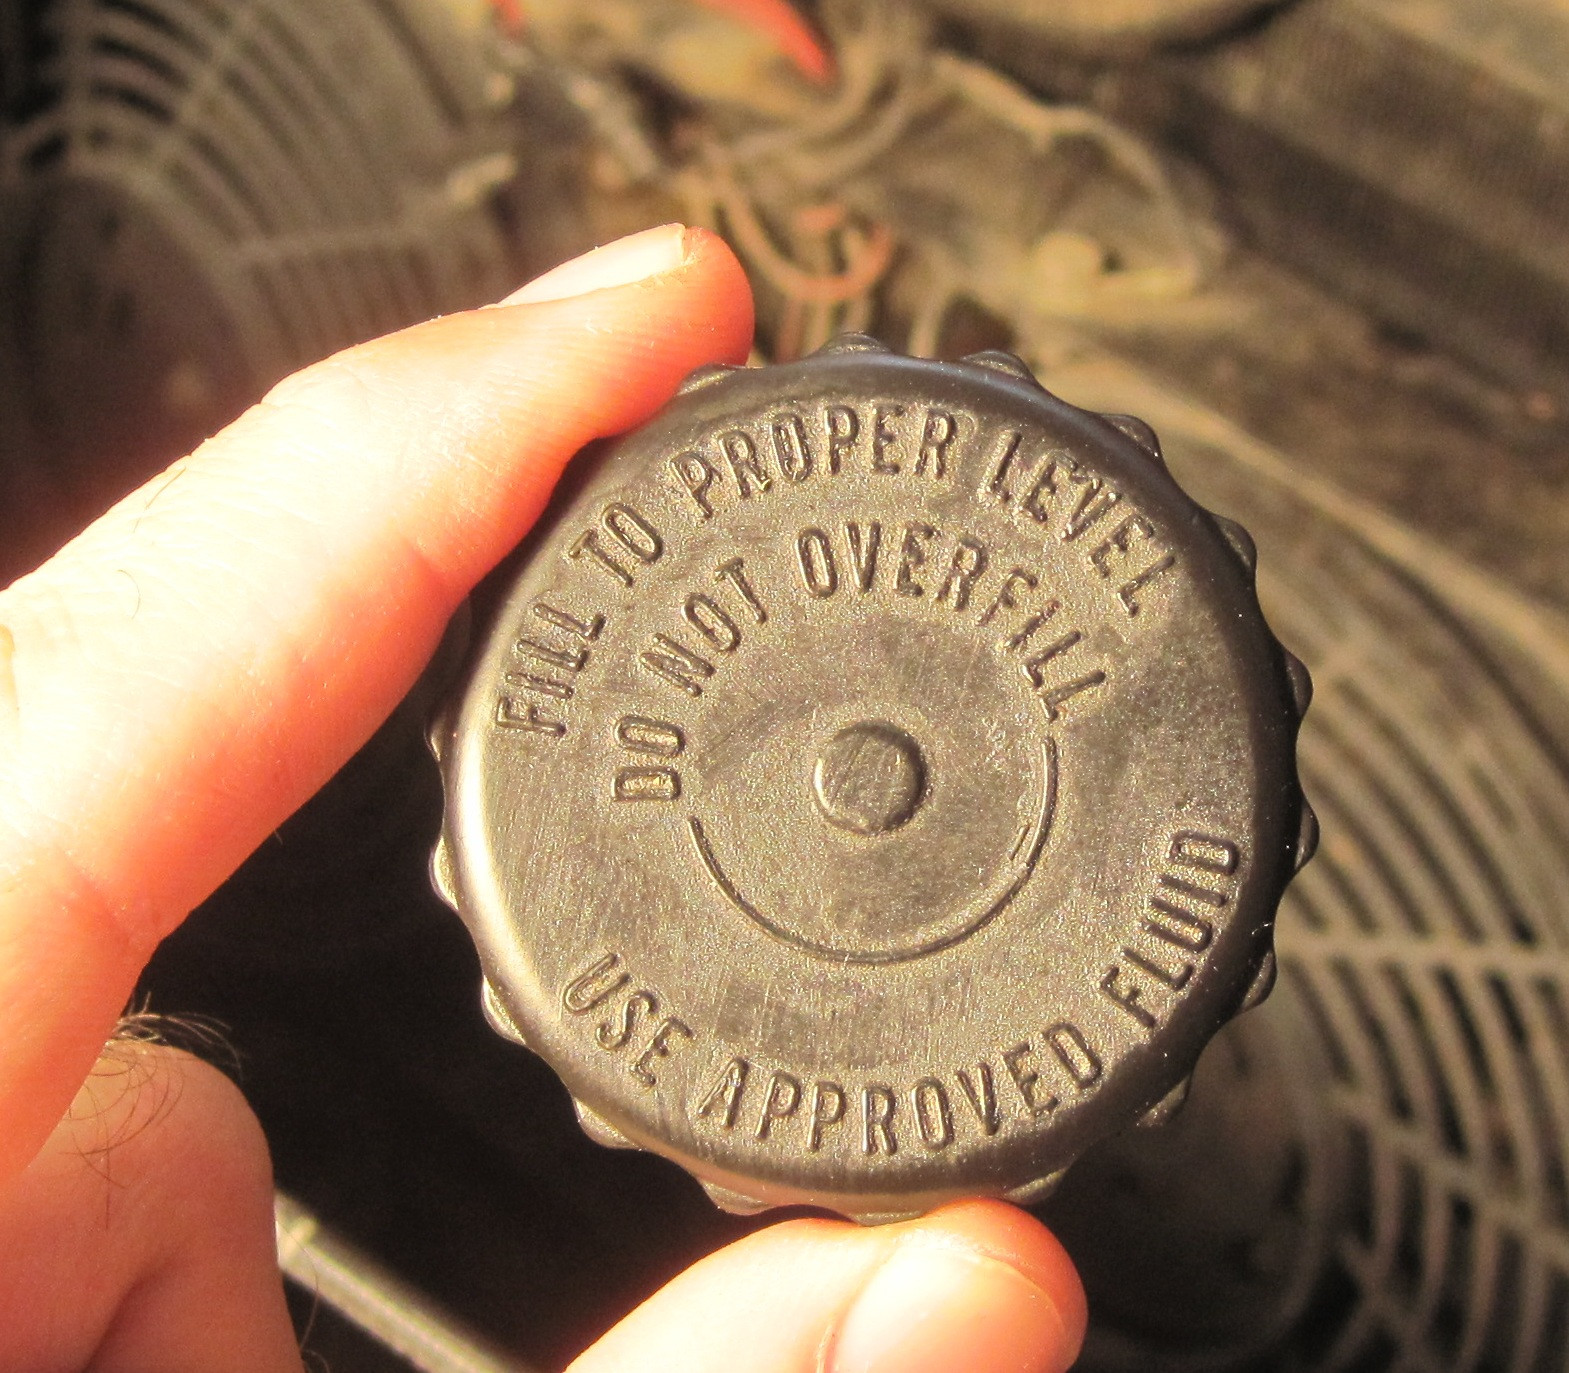 FILL TO PROPER LEVEL
DO NOT OVERFILL
USE APPROVED FLUID